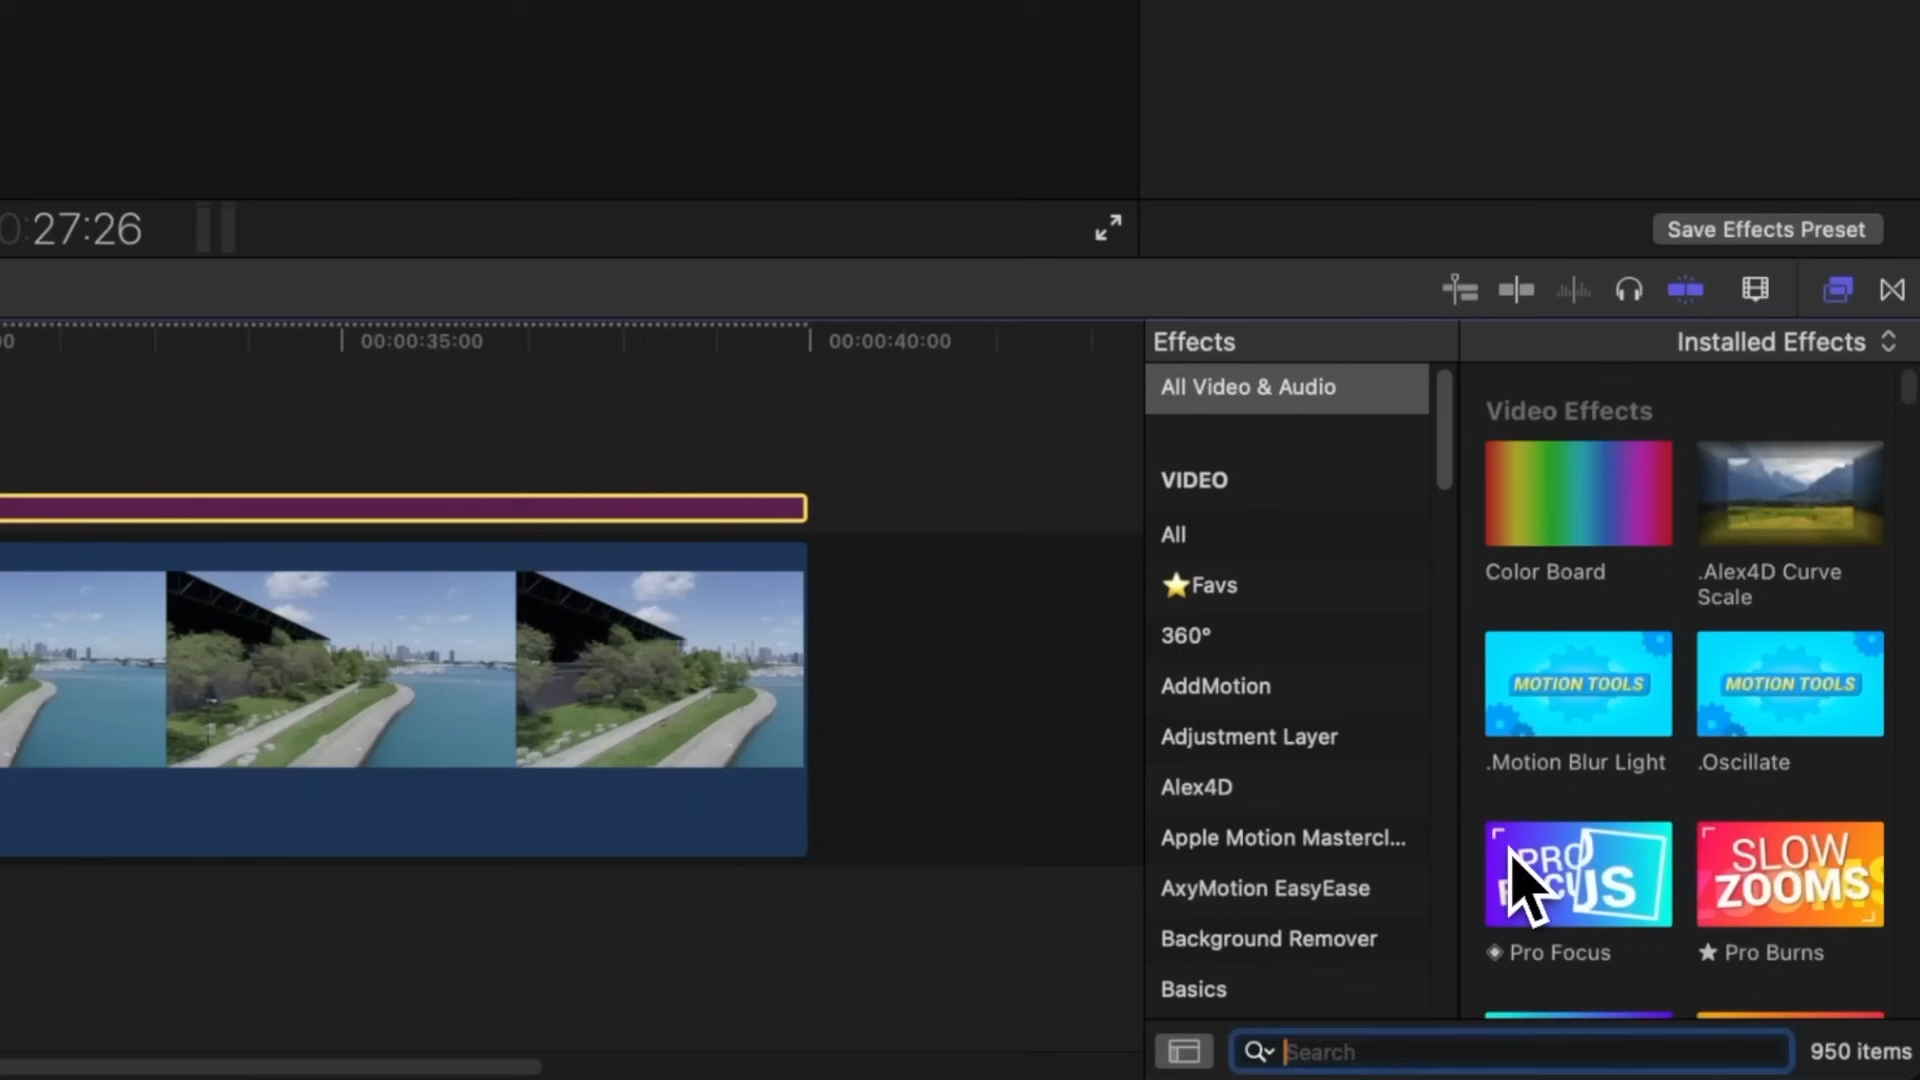 0:27:26
Save Effects Preset
00:00:35:00
00:00:40:00
Effects
Installed Effects
All Video & Audio
VIDEO
All
⭐Favs
360°
AddMotion
Adjustment Layer
Alex4D
Apple Motion Mastercl...
AxyMotion EasyEase
Background Remover
Basics
Video Effects
Color Board
.Alex4D Curve
Scale
MOTION TOOLS
MOTION TOOLS
.Motion Blur Light
.Oscillate
PRO
FOCUS
SLOW
ZOOMS
Pro Focus
★ Pro Burns
Search
950 items